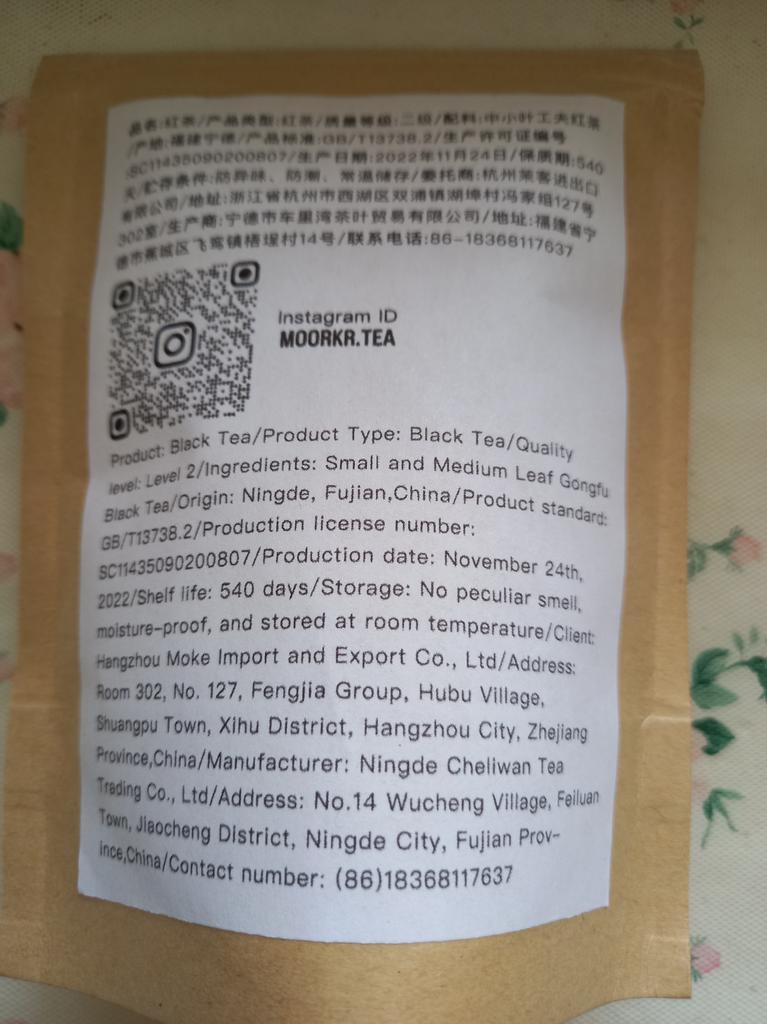 品名:红茶/产品类型:红茶/质量等级:二级/配料:中小叶工夫红茶
/产地:福建宁德/产品标准:GB/T13738.2/生产许可证编号
:SC11435090200807/生产日期:2022年11月24日/保质期:540
天/贮存条件:防异味、防潮、常温储存/委托商:杭州茉客进出口
有限公司/地址:浙江省杭州市西湖区双浦镇湖埠村冯家组127号
302室/生产商:宁德市车里湾茶叶贸易有限公司/地址:福建省宁
德市蕉城区飞鸾镇梧埕村14号/联系电话:86-18368117637
Instagram ID
MOORKR.TEA
Product: Black Tea/Product Type: Black Tea/Quality
level: Level 2/Ingredients: Small and Medium Leaf Gongfu
Black Tea/Origin: Ningde, Fujian,China/Product standard:
GB/T13738.2/Production license number:
SC11435090200807/Production date: November 24th,
2022/Shelf life: 540 days/Storage: No peculiar smell,
moisture-proof, and stored at room temperature/Client:
Hangzhou Moke Import and Export Co., Ltd/Address:
Room 302, No. 127, Fengjia Group, Hubu Village,
Shuangpu Town, Xihu District, Hangzhou City, Zhejiang
Province,China/Manufacturer: Ningde Cheliwan Tea
Trading Co., Ltd/Address: No.14 Wucheng Village, Feiluan
Town, Jiaocheng District, Ningde City, Fujian Prov-
ince,China/Contact number: (86)18368117637